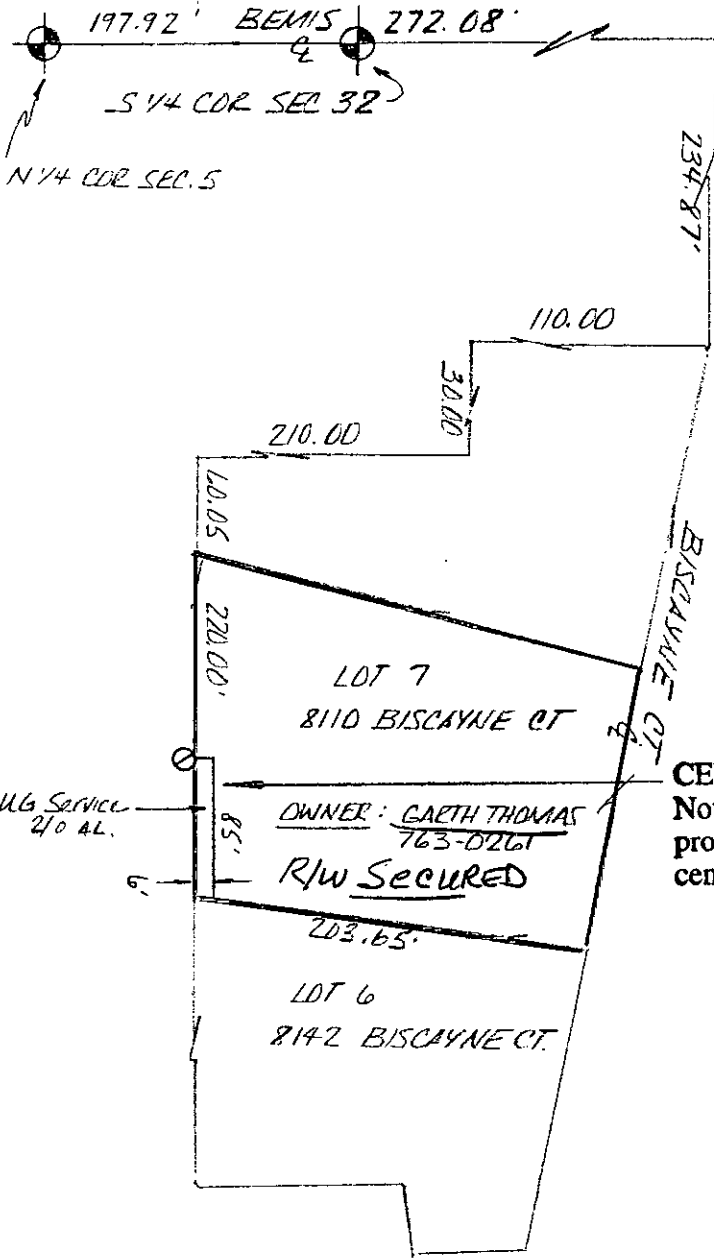 197.92' BEMIS 272.08'
℄
S 1/4 COR SEC 32
N 1/4 COR SEC. 5
234.87'
110.00
30.00
210.00
60.05
220.00'
BISCAYNE CT
℄
LOT 7
8110 BISCAYNE CT
UG Service
2/0 AL.
85'
OWNER: GARTH THOMAS
763-0261
R/W SECURED
6'
203.65'
LOT 6
8142 BISCAYNE CT.
CE
No
pro
cen